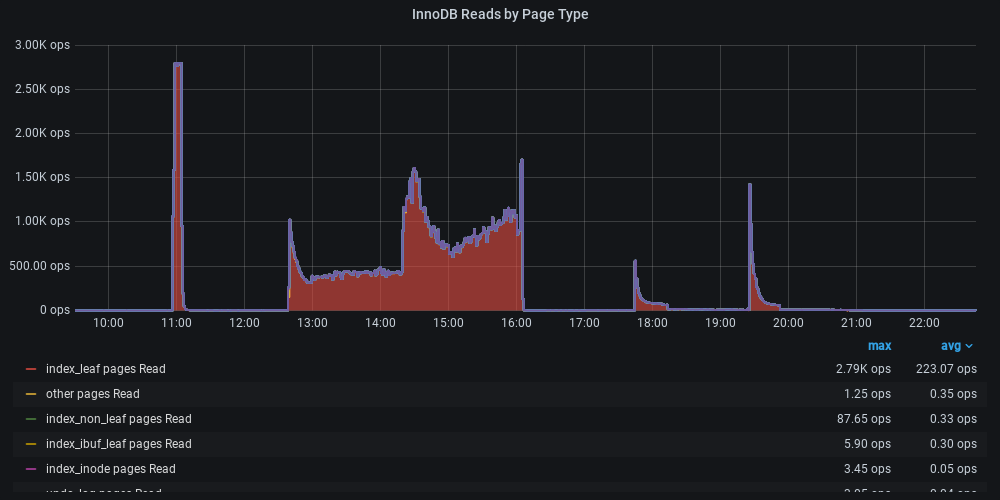 InnoDB Reads by Page Type
3.00K ops
2.50K ops
2.00K ops
1.50K ops
1.00K ops
500.00 ops
0 ops
10:00 11:00 12:00 13:00 14:00 15:00 16:00 17:00 18:00 19:00 20:00 21:00 22:00
max avg
index_leaf pages Read 2.79K ops 223.07 ops
other pages Read 1.25 ops 0.35 ops
index_non_leaf pages Read 87.65 ops 0.33 ops
index_ibuf_leaf pages Read 5.90 ops 0.30 ops
index_inode pages Read 3.45 ops 0.05 ops